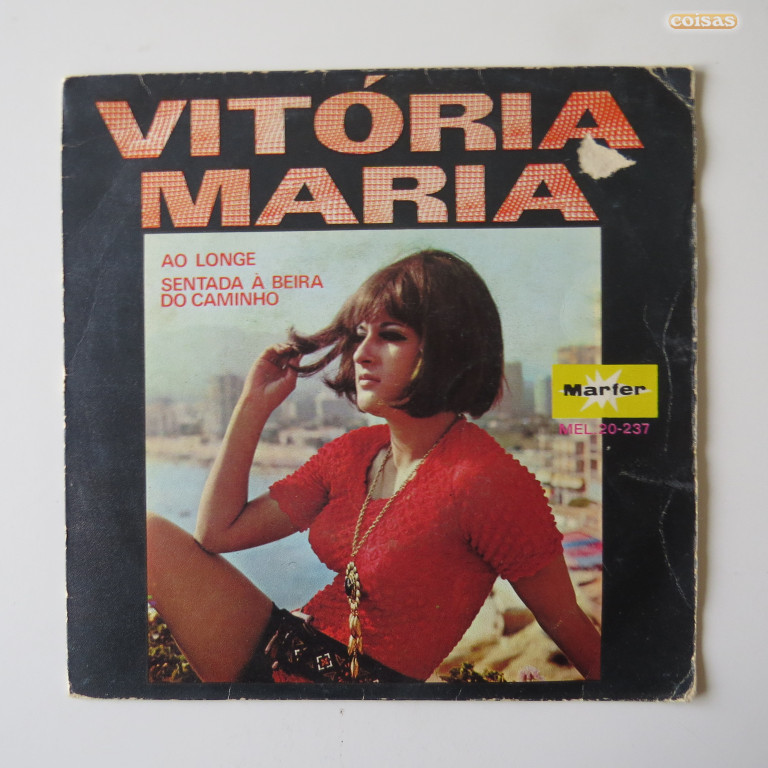 coisas
VITÓRIA
MARIA
AO LONGE
SENTADA À BEIRA
DO CAMINHO
Marfer
MEL 20-237